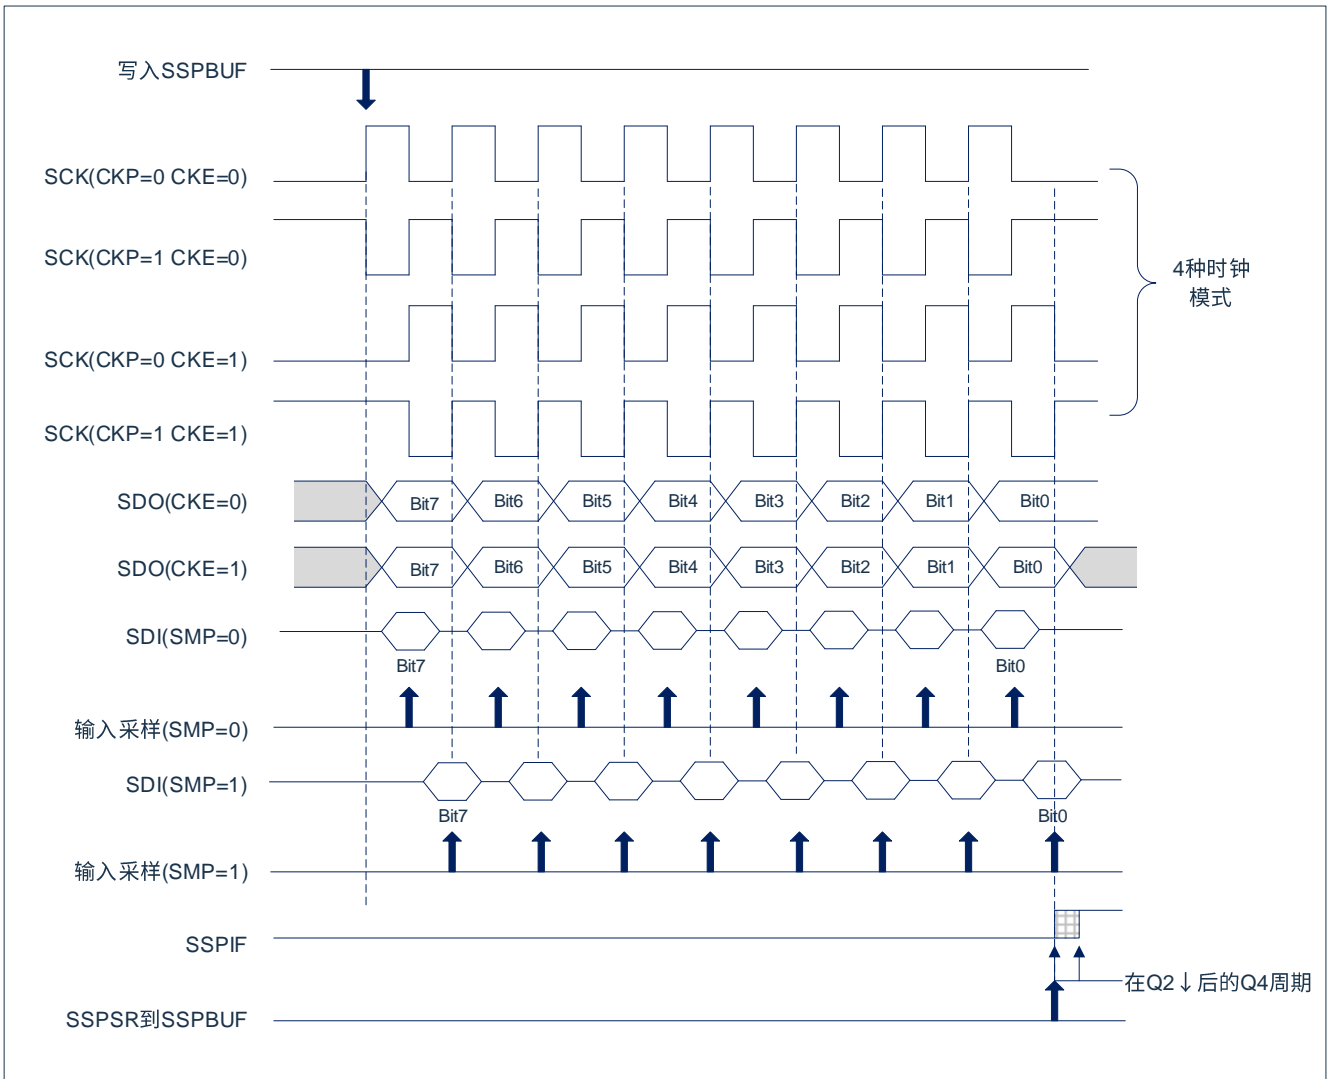 写入SSPBUF
SCK(CKP=0 CKE=0)
SCK(CKP=1 CKE=0)
4种时钟
模式
SCK(CKP=0 CKE=1)
SCK(CKP=1 CKE=1)
SDO(CKE=0) Bit7 Bit6 Bit5 Bit4 Bit3 Bit2 Bit1 Bit0
SDO(CKE=1) Bit7 Bit6 Bit5 Bit4 Bit3 Bit2 Bit1 Bit0
SDI(SMP=0)
Bit7 Bit0
输入采样(SMP=0)
SDI(SMP=1)
Bit7 Bit0
输入采样(SMP=1)
SSPIF
在Q2↓后的Q4周期
SSPSR到SSPBUF